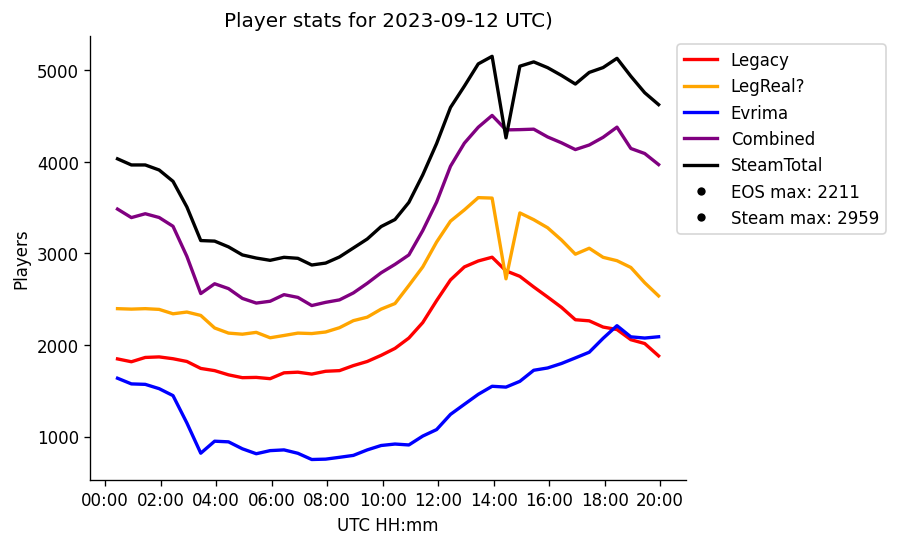 Player stats for 2023-09-12 UTC)
5000
4000
3000
2000
1000
Players
00:00 02:00 04:00 06:00 08:00 10:00 12:00 14:00 16:00 18:00 20:00
UTC HH:mm
Legacy
LegReal?
Evrima
Combined
SteamTotal
EOS max: 2211
Steam max: 2959